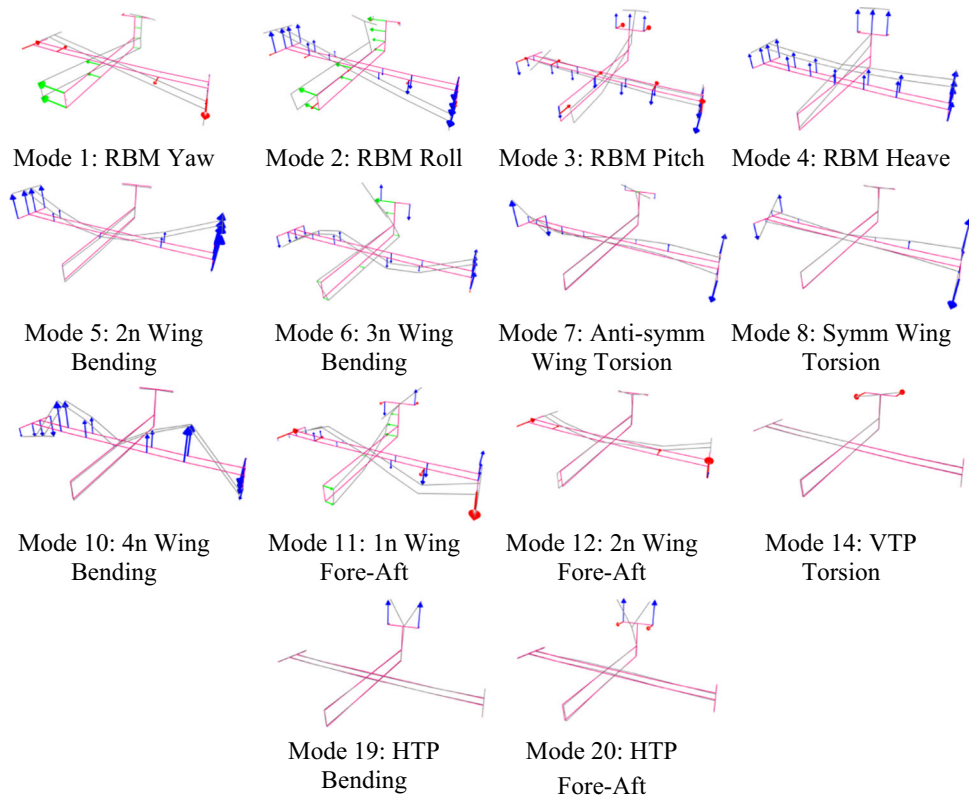 Mode 1: RBM Yaw
Mode 2: RBM Roll
Mode 3: RBM Pitch
Mode 4: RBM Heave
Mode 5: 2n Wing
Bending
Mode 6: 3n Wing
Bending
Mode 7: Anti-symm
Wing Torsion
Mode 8: Symm Wing
Torsion
Mode 10: 4n Wing
Bending
Mode 11: 1n Wing
Fore-Aft
Mode 12: 2n Wing
Fore-Aft
Mode 14: VTP
Torsion
Mode 19: HTP
Bending
Mode 20: HTP
Fore-Aft